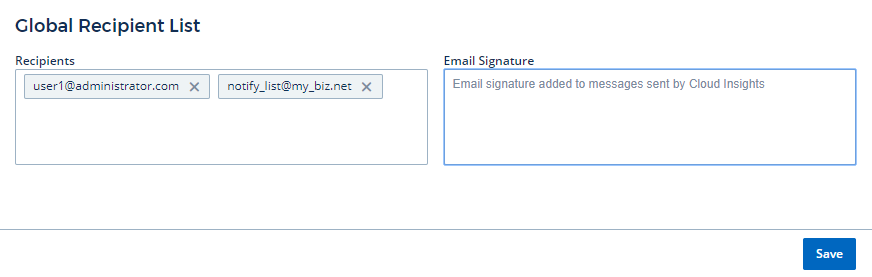 Global Recipient List
Recipients
user1@administrator.com × notify_list@my_biz.net ×
Email Signature
Email signature added to messages sent by Cloud Insights
Save